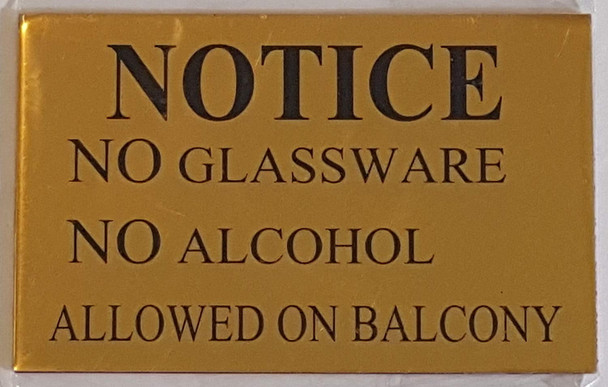 NOTICE
NO GLASSWARE
NO ALCOHOL
ALLOWED ON BALCONY